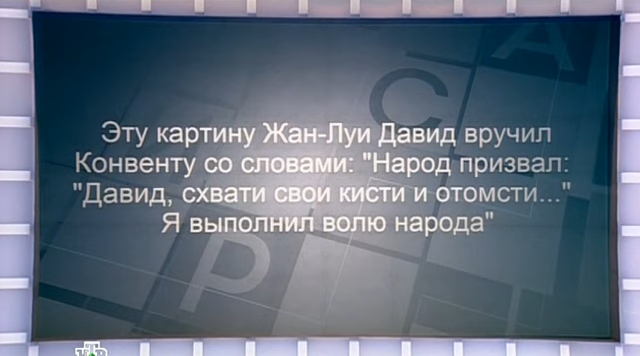 Эту картину Жан-Луи Давид вручил
Конвенту со словами: "Народ призвал:
"Давид, схвати свои кисти и отомсти..."
Я выполнил волю народа"
А
С
Р
НТВ